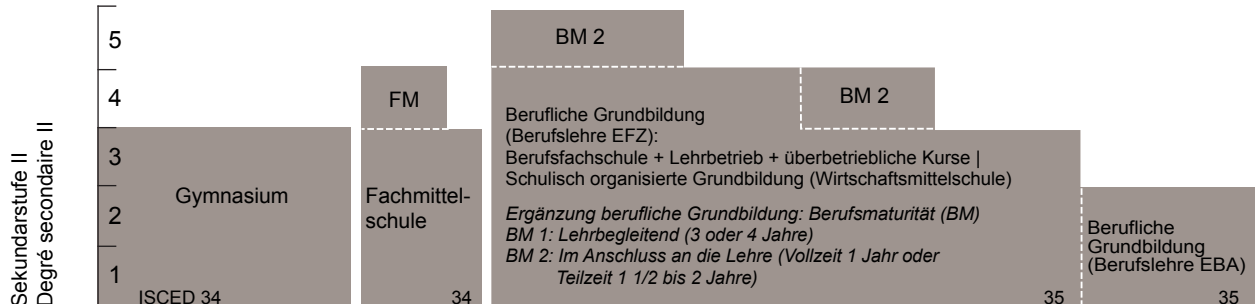 Sekundarstufe II
Degré secondaire II
5
4
3
2
1
Gymnasium
ISCED 34
FM
Fachmittel-
schule
34
BM 2
BM 2
Berufliche Grundbildung
(Berufslehre EFZ):
Berufsfachschule + Lehrbetrieb + überbetriebliche Kurse |
Schulisch organisierte Grundbildung (Wirtschaftsmittelschule)
Ergänzung berufliche Grundbildung: Berufsmaturität (BM)
BM 1: Lehrbegleitend (3 oder 4 Jahre)
BM 2: Im Anschluss an die Lehre (Vollzeit 1 Jahr oder
Teilzeit 1 1/2 bis 2 Jahre)
35
Berufliche
Grundbildung
(Berufslehre EBA)
35